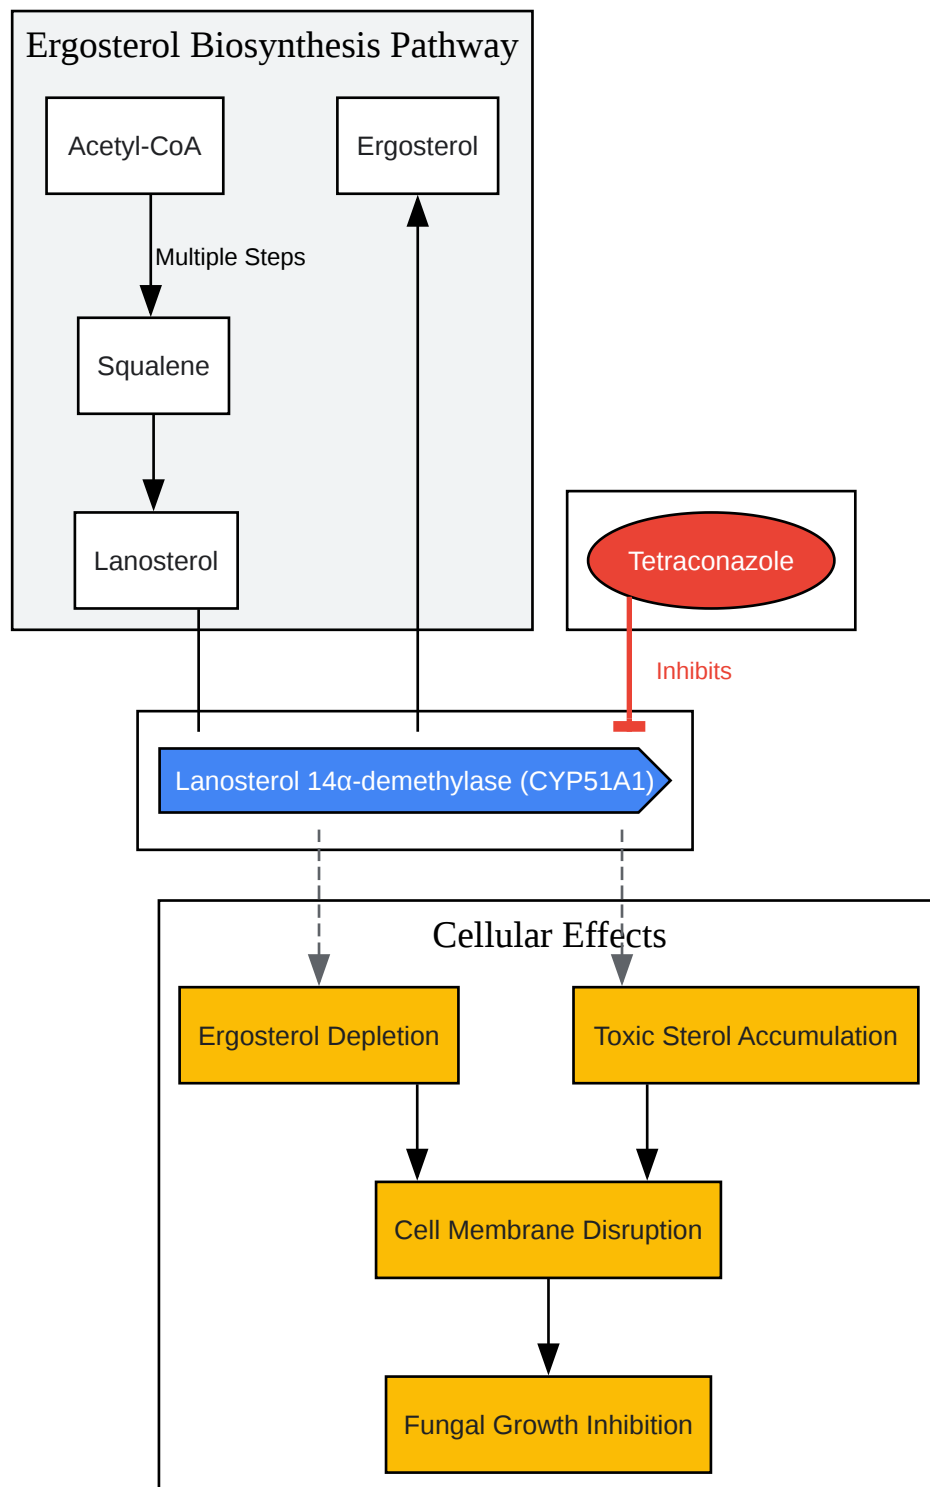 Ergosterol Biosynthesis Pathway
Acetyl-CoA
Ergosterol
Multiple Steps
Squalene
Lanosterol
Tetraconazole
Inhibits
Lanosterol 14α-demethylase (CYP51A1)
Cellular Effects
Ergosterol Depletion
Toxic Sterol Accumulation
Cell Membrane Disruption
Fungal Growth Inhibition